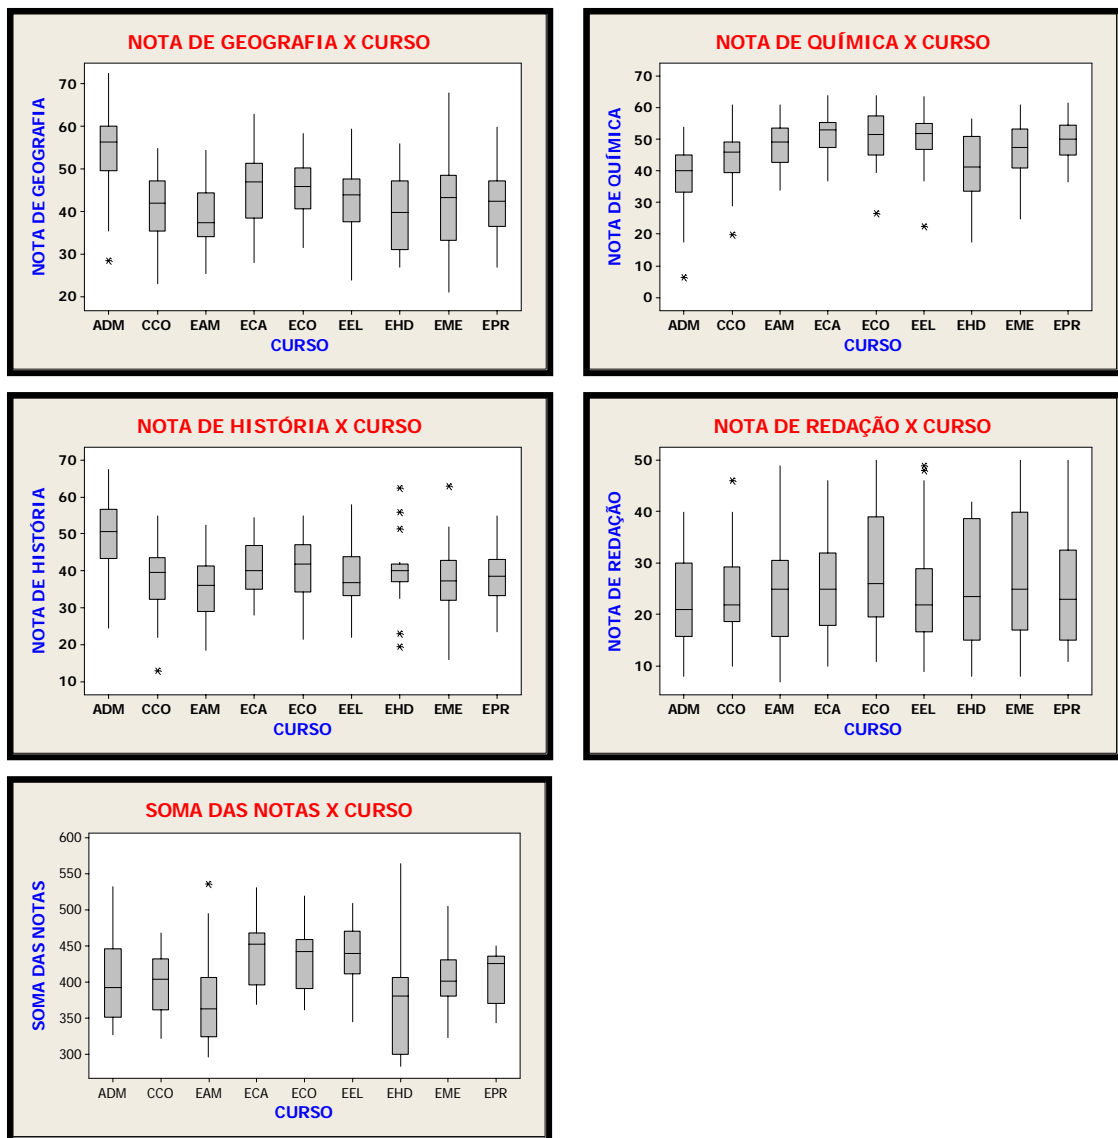 NOTA DE GEOGRAFIA X CURSO
NOTA DE GEOGRAFIA
70
60
50
40
30
20
ADM CCO EAM ECA ECO EEL EHD EME EPR
CURSO
NOTA DE QUÍMICA X CURSO
NOTA DE QUÍMICA
70
60
50
40
30
20
10
0
ADM CCO EAM ECA ECO EEL EHD EME EPR
CURSO
NOTA DE HISTÓRIA X CURSO
NOTA DE HISTÓRIA
70
60
50
40
30
20
10
ADM CCO EAM ECA ECO EEL EHD EME EPR
CURSO
NOTA DE REDAÇÃO X CURSO
NOTA DE REDAÇÃO
50
40
30
20
10
ADM CCO EAM ECA ECO EEL EHD EME EPR
CURSO
SOMA DAS NOTAS X CURSO
SOMA DAS NOTAS
600
550
500
450
400
350
300
ADM CCO EAM ECA ECO EEL EHD EME EPR
CURSO